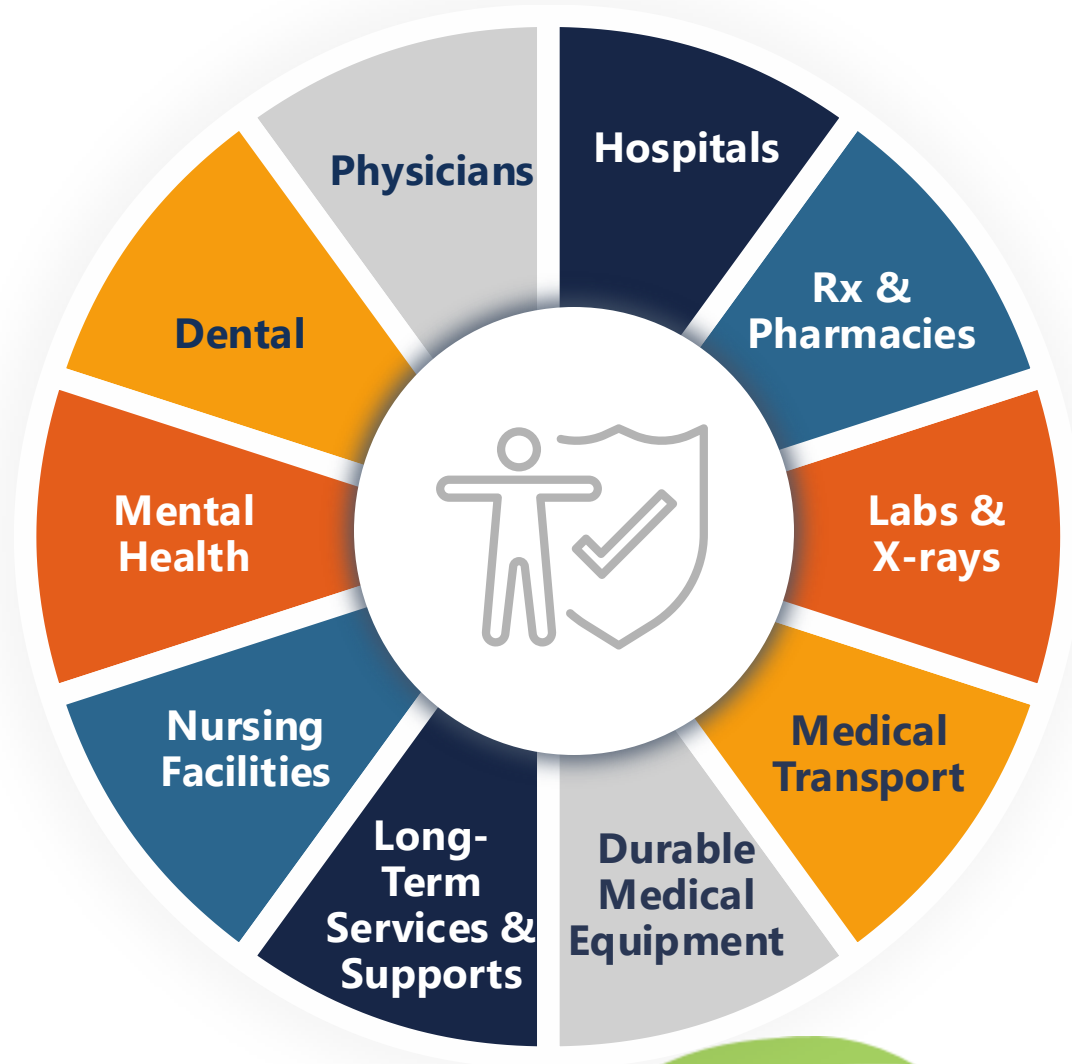 Hospitals
Rx &
Pharmacies
Labs &
X-rays
Medical
Transport
Durable
Medical
Equipment
Long-
Term
Services &
Supports
Nursing
Facilities
Mental
Health
Dental
Physicians